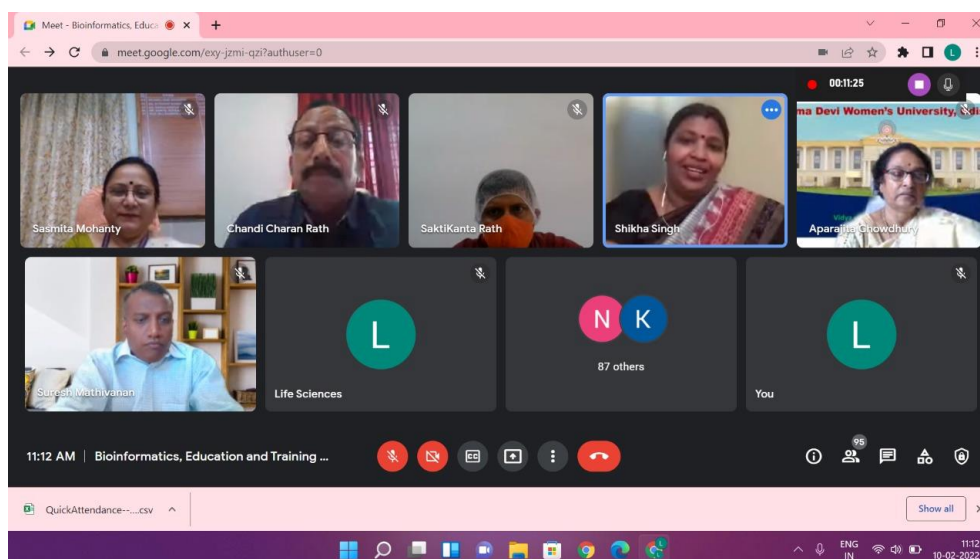 Meet - Bioinformatics, Educa
meet.google.com/exy-jzmi-qzi?authuser=0
L
00:11:25
ma Devi Women's University,
Sasmita Mohanty
Chandi Charan Rath
SaktiKanta Rath
Shikha Singh
Aparajita Chowdhury
Suresh Mathivanan
L
Life Sciences
N K
87 others
L
You
11:12 AM | Bioinformatics, Education and Training ...
CC
95
QuickAttendance--....csv
Show all
ENG
IN
11:12
10-02-2022